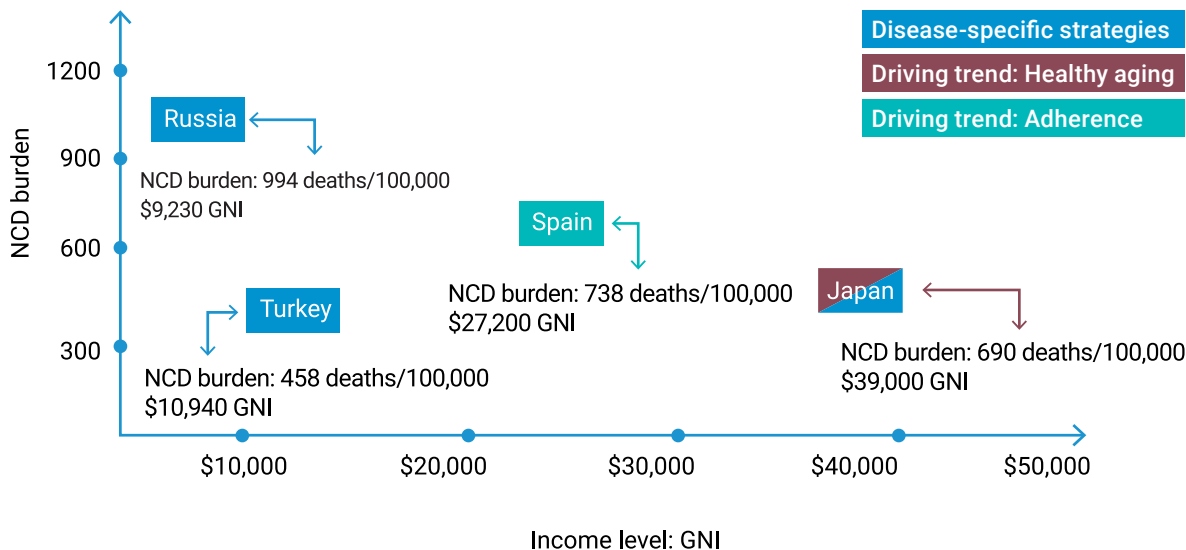 Disease-specific strategies
Driving trend: Healthy aging
Driving trend: Adherence
NCD burden
1200
900
600
300
Russia
NCD burden: 994 deaths/100,000
$9,230 GNI
Spain
NCD burden: 738 deaths/100,000
$27,200 GNI
Japan
NCD burden: 690 deaths/100,000
$39,000 GNI
Turkey
NCD burden: 458 deaths/100,000
$10,940 GNI
$10,000
$20,000
$30,000
$40,000
$50,000
Income level: GNI